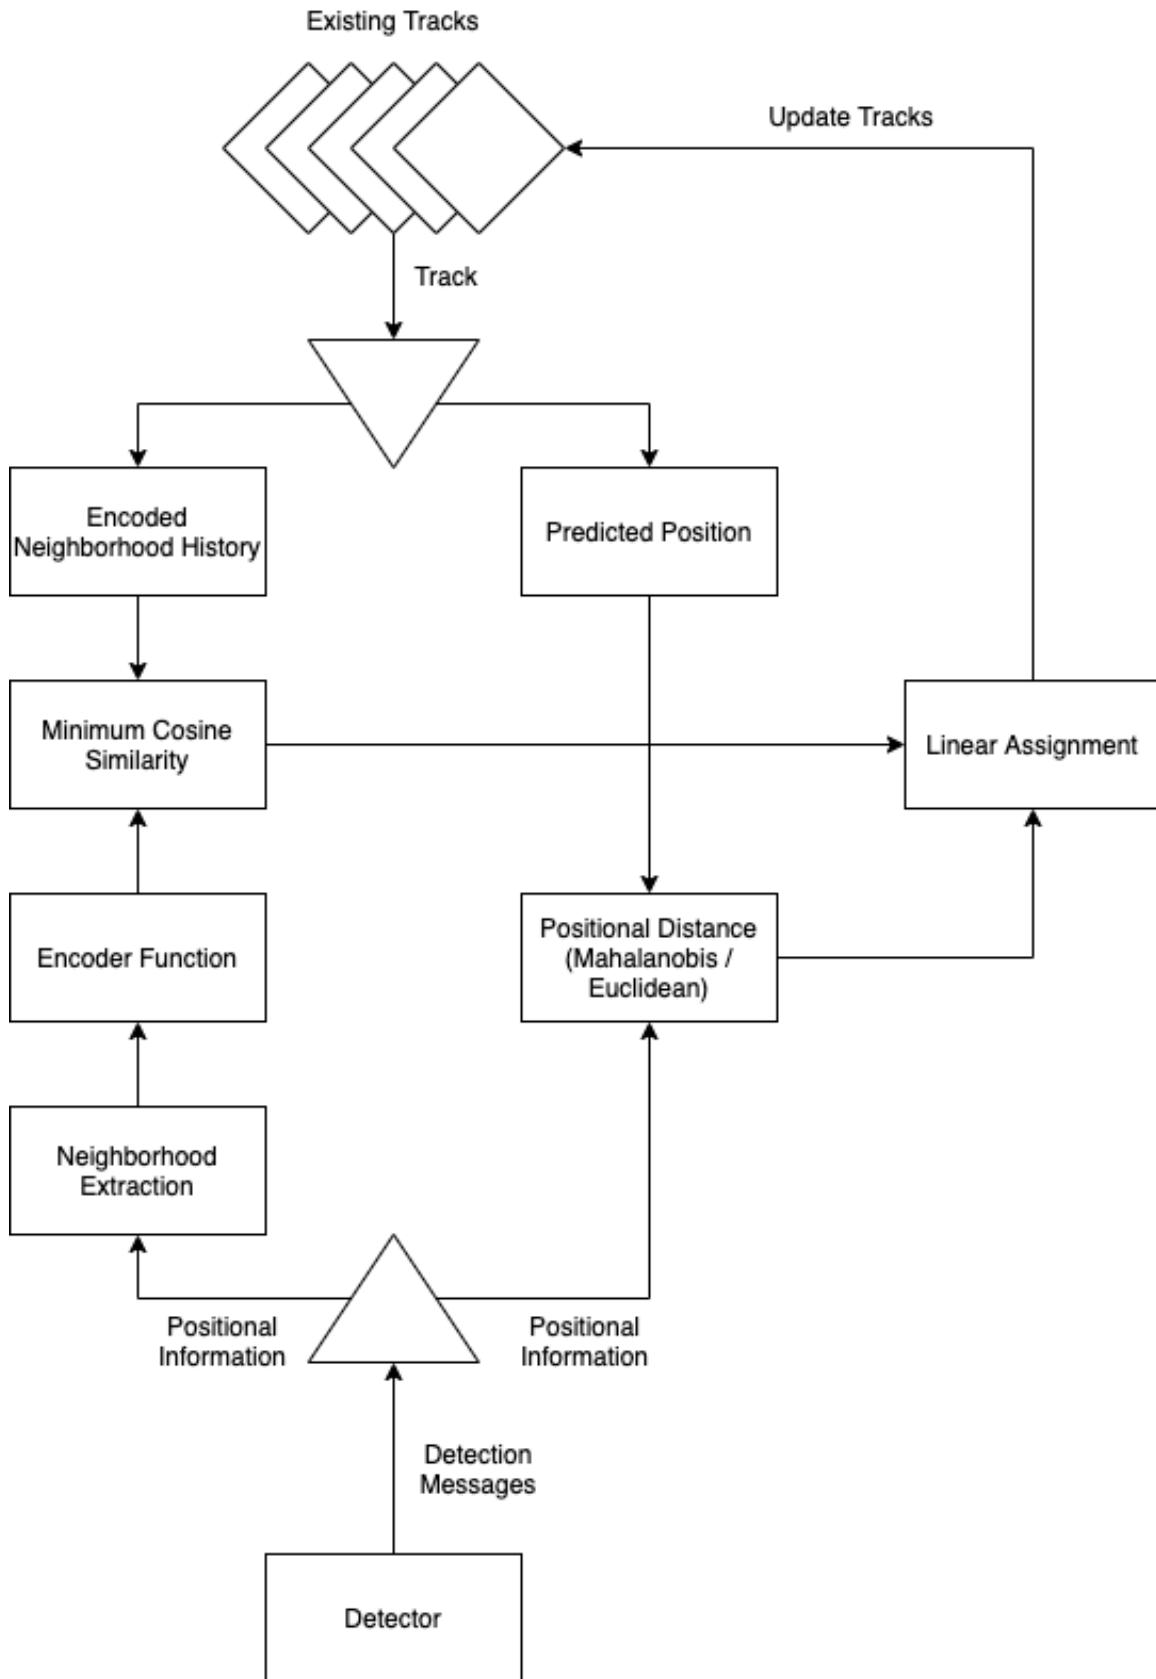 Existing Tracks
Update Tracks
Track
Encoded
Neighborhood History
Predicted Position
Minimum Cosine
Similarity
Linear Assignment
Encoder Function
Positional Distance
(Mahalanobis /
Euclidean)
Neighborhood
Extraction
Positional
Information
Positional
Information
Detection
Messages
Detector